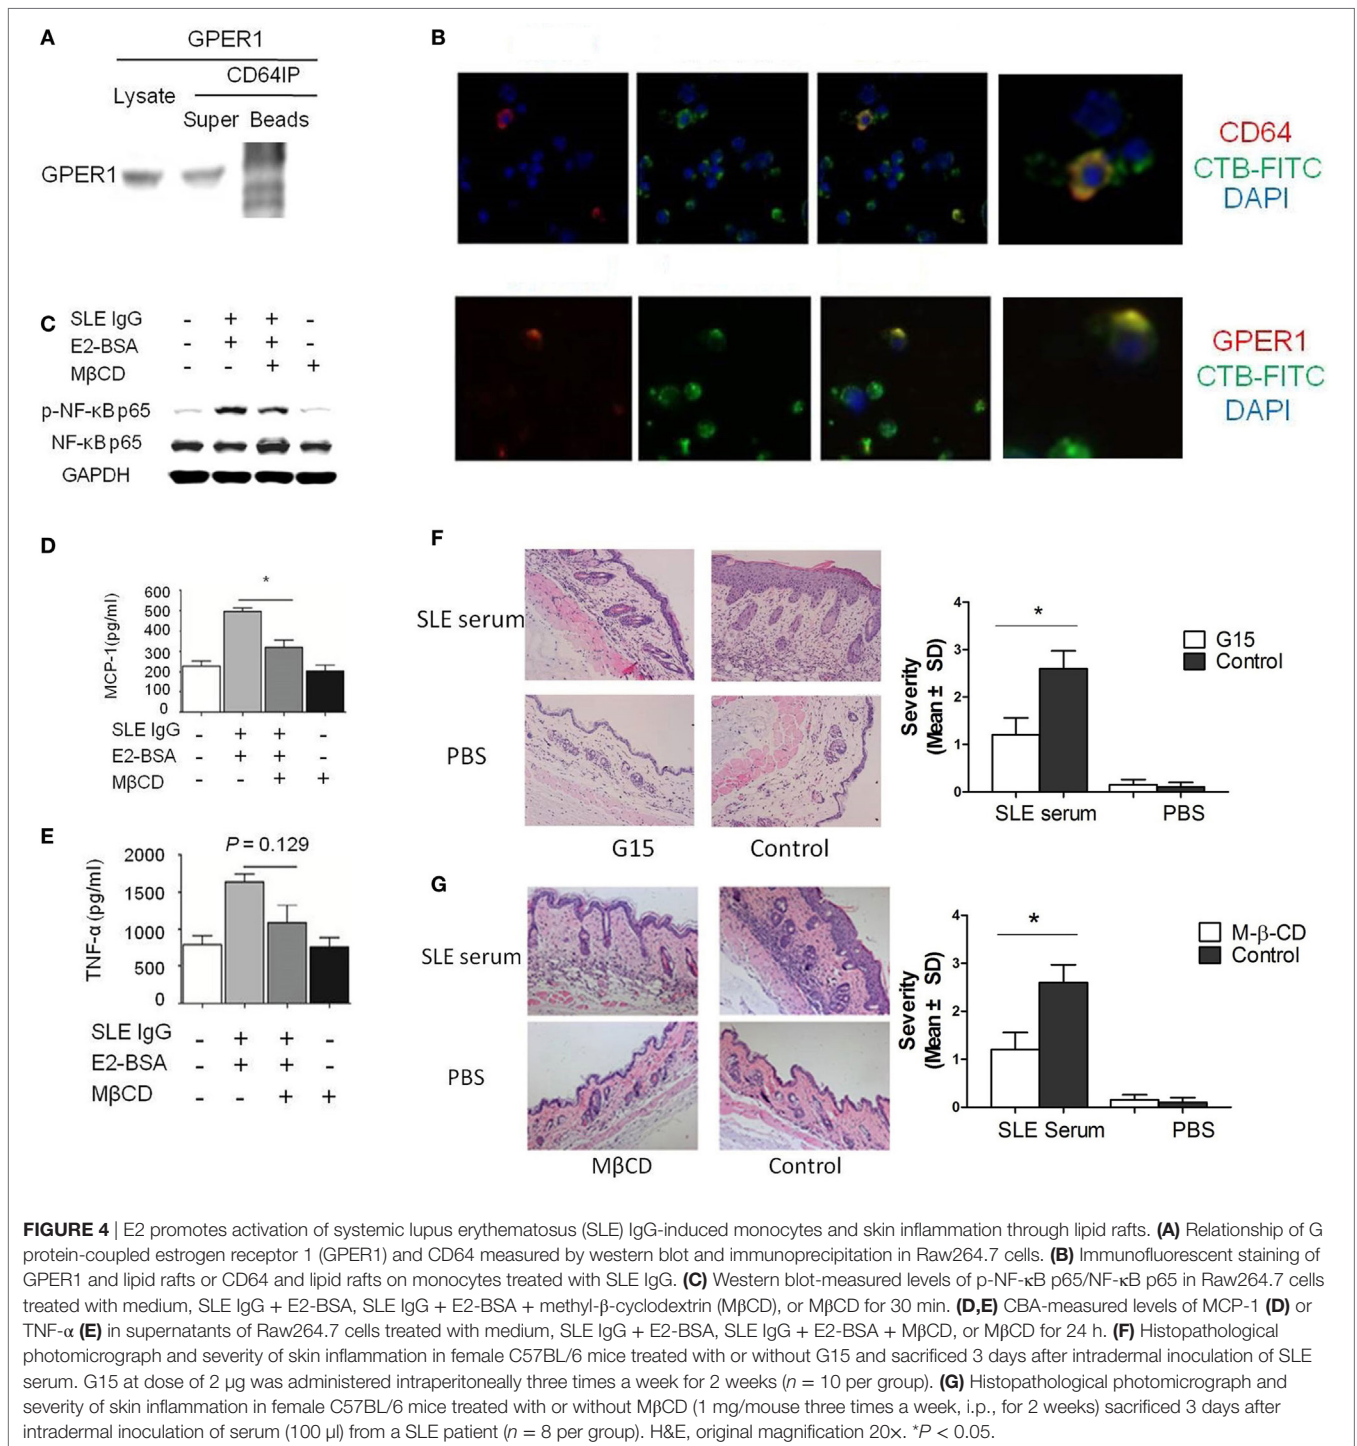 A
GPER1
CD64IP
Lysate
Super Beads
GPER1
B
CD64
CTB-FITC
DAPI
GPER1
CTB-FITC
DAPI
C
SLE IgG - + + -
E2-BSA - + + -
MβCD - - + +
p-NF-κB p65
NF-κB p65
GAPDH
D
MCP-1(pg/ml)
600
500
400
300
200
100
0
*
SLE IgG - + + -
E2-BSA - + + -
MβCD - - + +
E
TNF-α(pg/ml)
2000
1500
1000
500
0
P = 0.129
SLE IgG - + + -
E2-BSA - + + -
MβCD - - + +
F
SLE serum
PBS
G15 Control
Severity
(Mean ± SD)
4
3
2
1
0
*
G15
Control
SLE serum PBS
G
SLE serum
PBS
MβCD Control
Severity
(Mean ± SD)
4
3
2
1
0
*
M-β-CD
Control
SLE Serum PBS
FIGURE 4 | E2 promotes activation of systemic lupus erythematosus (SLE) IgG-induced monocytes and skin inflammation through lipid rafts. (A) Relationship of G
protein-coupled estrogen receptor 1 (GPER1) and CD64 measured by western blot and immunoprecipitation in Raw264.7 cells. (B) Immunofluorescent staining of
GPER1 and lipid rafts or CD64 and lipid rafts on monocytes treated with SLE IgG. (C) Western blot-measured levels of p-NF-κB p65/NF-κB p65 in Raw264.7 cells
treated with medium, SLE IgG + E2-BSA, SLE IgG + E2-BSA + methyl-β-cyclodextrin (MβCD), or MβCD for 30 min. (D,E) CBA-measured levels of MCP-1 (D) or
TNF-α (E) in supernatants of Raw264.7 cells treated with medium, SLE IgG + E2-BSA, SLE IgG + E2-BSA + MβCD, or MβCD for 24 h. (F) Histopathological
photomicrograph and severity of skin inflammation in female C57BL/6 mice treated with or without G15 and sacrificed 3 days after intradermal inoculation of SLE
serum. G15 at dose of 2 μg was administered intraperitoneally three times a week for 2 weeks (n = 10 per group). (G) Histopathological photomicrograph and
severity of skin inflammation in female C57BL/6 mice treated with or without MβCD (1 mg/mouse three times a week, i.p., for 2 weeks) sacrificed 3 days after
intradermal inoculation of serum (100 μl) from a SLE patient (n = 8 per group). H&E, original magnification 20×. *P < 0.05.